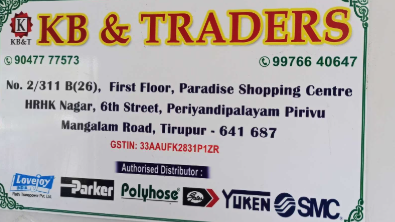 K
KB&T
KB & TRADERS
90477 77573
99766 40647
No. 2/311 B(26), First Floor, Paradise Shopping Centre
HRHK Nagar, 6th Street, Periyandipalayam Pirivu
Mangalam Road, Tirupur - 641 687
GSTIN: 33AAUFK2831P1ZR
Authorised Distributor :
Lovejoy
Parker
Polyhose
YUKEN
SMC